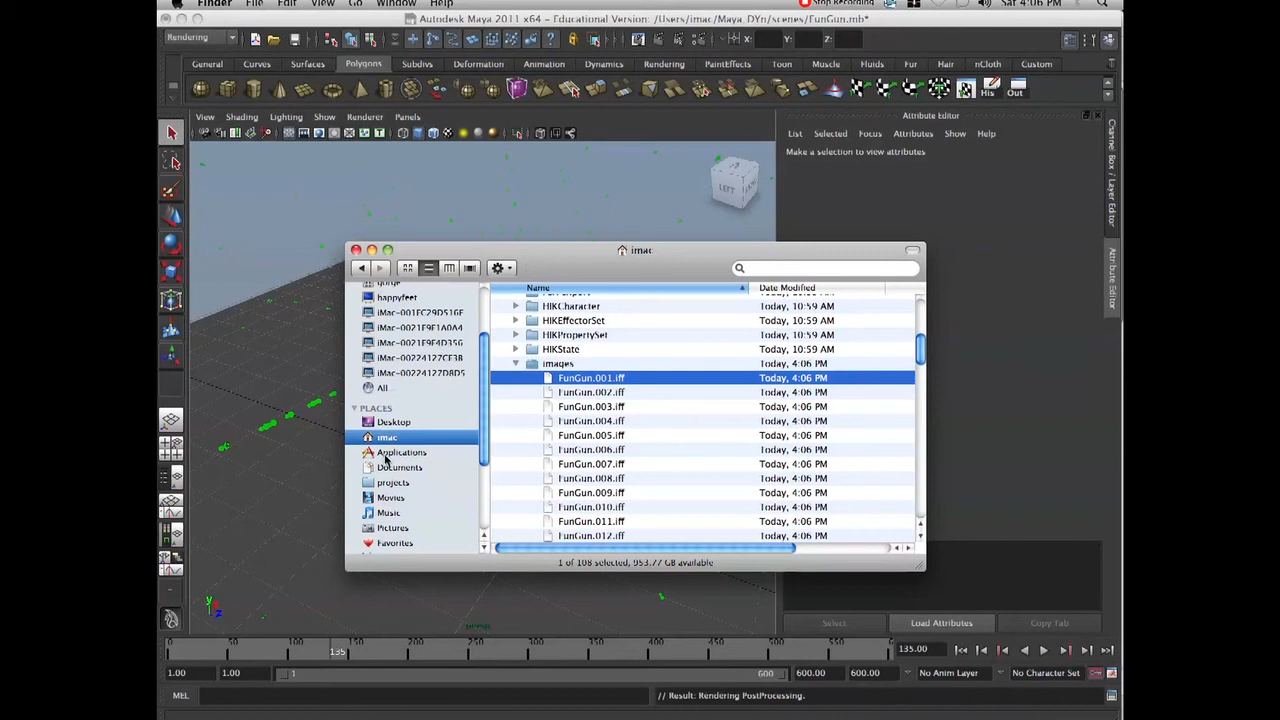 Finder File Edit View Go Window Help
Stop Recording
Sat 4:06 PM
Autodesk Maya 2011 x64 - Educational Version: /Users/imac/Maya_DYn/scenes/FunGun.mb*
Rendering
X: Y: Z:
General Curves Surfaces Polygons Subdivs Deformation Animation Dynamics Rendering PaintEffects Toon Muscle Fluids Fur Hair nCloth Custom
His Out
View Shading Lighting Show Renderer Panels
Attribute Editor
List Selected Focus Attributes Show Help
Make a selection to view attributes
Channel Box / Layer Editor
Attribute Editor
LEFT
imac
Name Date Modified
happyfeet
iMac-001EC29D516F
iMac-0021E9F1A0A4
iMac-0021F9F4D356
iMac-00224127CF3B
iMac-00224127D8D5
All...
PLACES
Desktop
imac
Applications
Documents
projects
Movies
Music
Pictures
Favorites
HIKCharacter Today, 10:59 AM
HIKEffectorSet Today, 10:59 AM
HIKPropertySet Today, 10:59 AM
HIKState Today, 10:59 AM
images Today, 4:06 PM
FunGun.001.iff Today, 4:06 PM
FunGun.002.iff Today, 4:06 PM
FunGun.003.iff Today, 4:06 PM
FunGun.004.iff Today, 4:06 PM
FunGun.005.iff Today, 4:06 PM
FunGun.006.iff Today, 4:06 PM
FunGun.007.iff Today, 4:06 PM
FunGun.008.iff Today, 4:06 PM
FunGun.009.iff Today, 4:06 PM
FunGun.010.iff Today, 4:06 PM
FunGun.011.iff Today, 4:06 PM
FunGun.012.iff Today, 4:06 PM
1 of 108 selected, 953.77 GB available
y
z
persp
Select Load Attributes Copy Tab
0 50 100 135 150 200 250 300 350 400 450 500 550 600 135.00
1.00 1.00 1 600 600.00 600.00 No Anim Layer No Character Set
MEL // Result: Rendering PostProcessing.